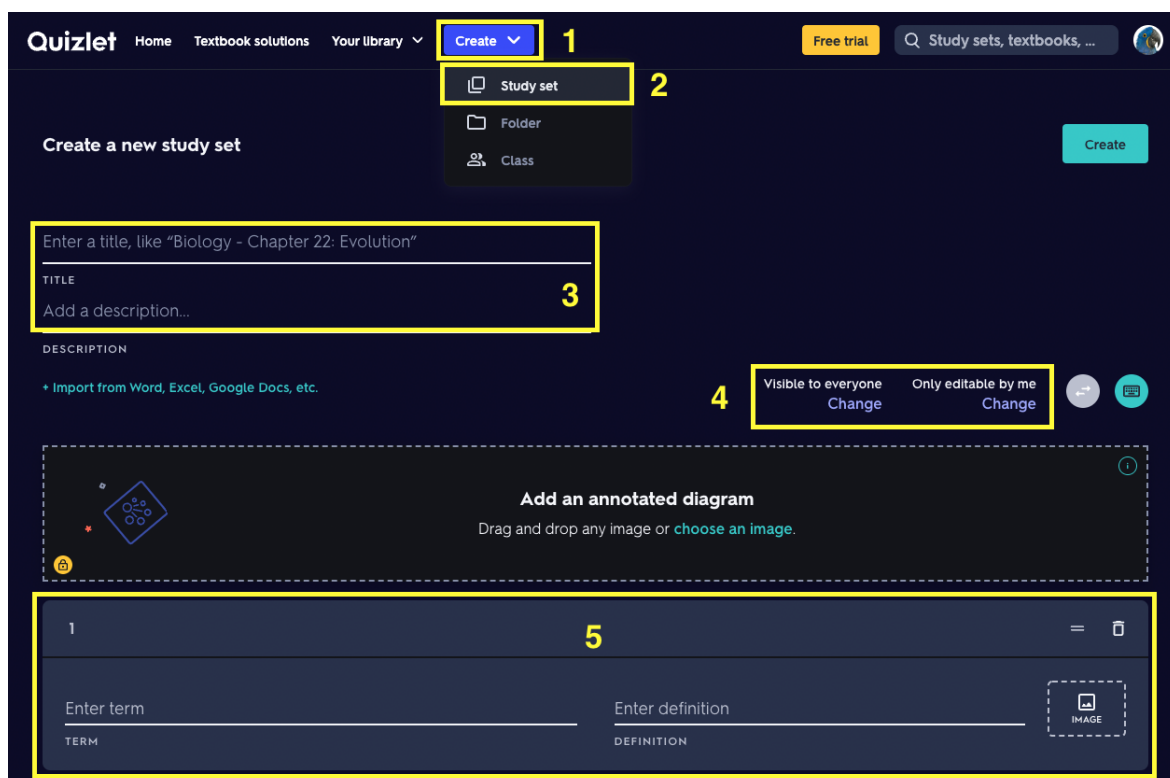 Quizlet Home Textbook solutions Your library Create 1 Free trial Study sets, textbooks, ...
Study set 2
Folder
Class
Create a new study set Create
Enter a title, like “Biology - Chapter 22: Evolution”
TITLE
3
Add a description...
DESCRIPTION
+ Import from Word, Excel, Google Docs, etc.
4
Visible to everyone Only editable by me
Change Change
Add an annotated diagram
Drag and drop any image or choose an image.
1 5
Enter term Enter definition
IMAGE
TERM DEFINITION